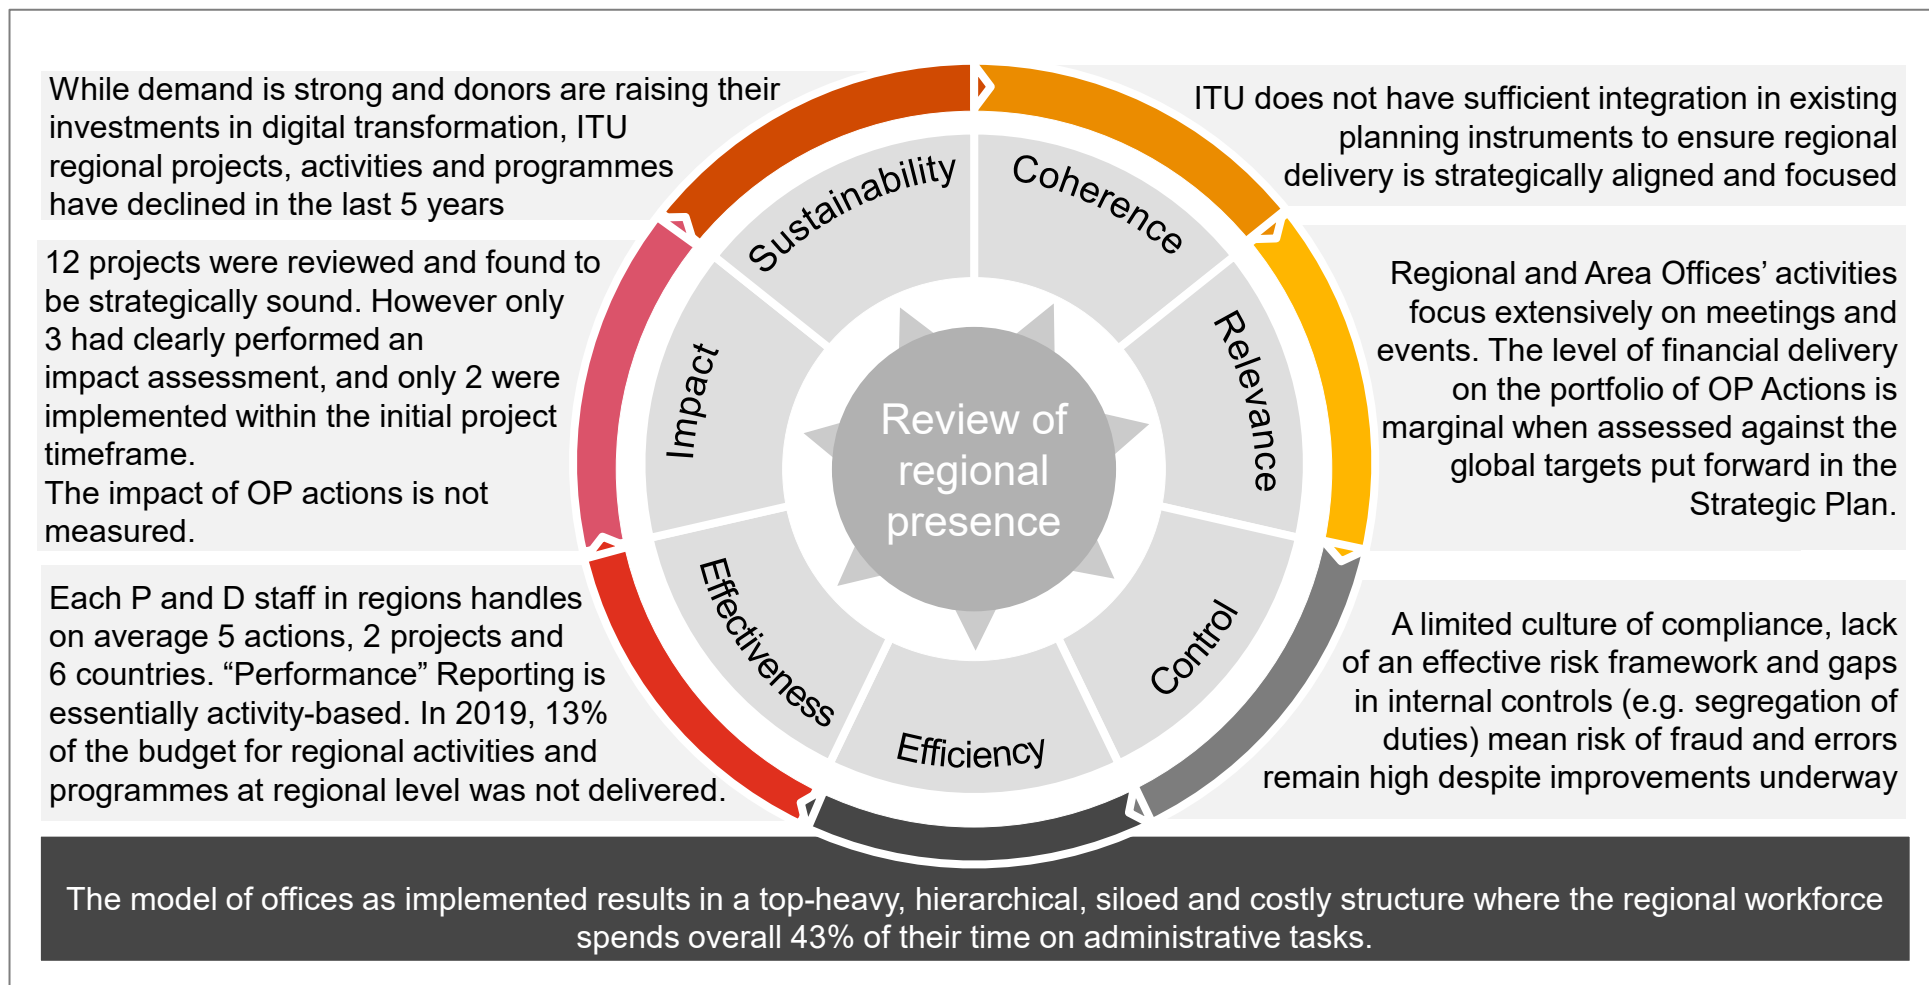 While demand is strong and donors are raising their
investments in digital transformation, ITU
regional projects, activities and programmes
have declined in the last 5 years
12 projects were reviewed and found to
be strategically sound. However only
3 had clearly performed an
impact assessment, and only 2 were
implemented within the initial project
timeframe.
The impact of OP actions is not
measured.
Each P and D staff in regions handles
on average 5 actions, 2 projects and
6 countries. “Performance” Reporting is
essentially activity-based. In 2019, 13%
of the budget for regional activities and
programmes at regional level was not delivered.
Sustainability
Coherence
Impact
Relevance
Review of
regional
presence
Effectiveness
Control
Efficiency
ITU does not have sufficient integration in existing
planning instruments to ensure regional
delivery is strategically aligned and focused
Regional and Area Offices’ activities
focus extensively on meetings and
events. The level of financial delivery
on the portfolio of OP Actions is
marginal when assessed against the
global targets put forward in the
Strategic Plan.
A limited culture of compliance, lack
of an effective risk framework and gaps
in internal controls (e.g. segregation of
duties) mean risk of fraud and errors
remain high despite improvements underway
The model of offices as implemented results in a top-heavy, hierarchical, siloed and costly structure where the regional workforce
spends overall 43% of their time on administrative tasks.